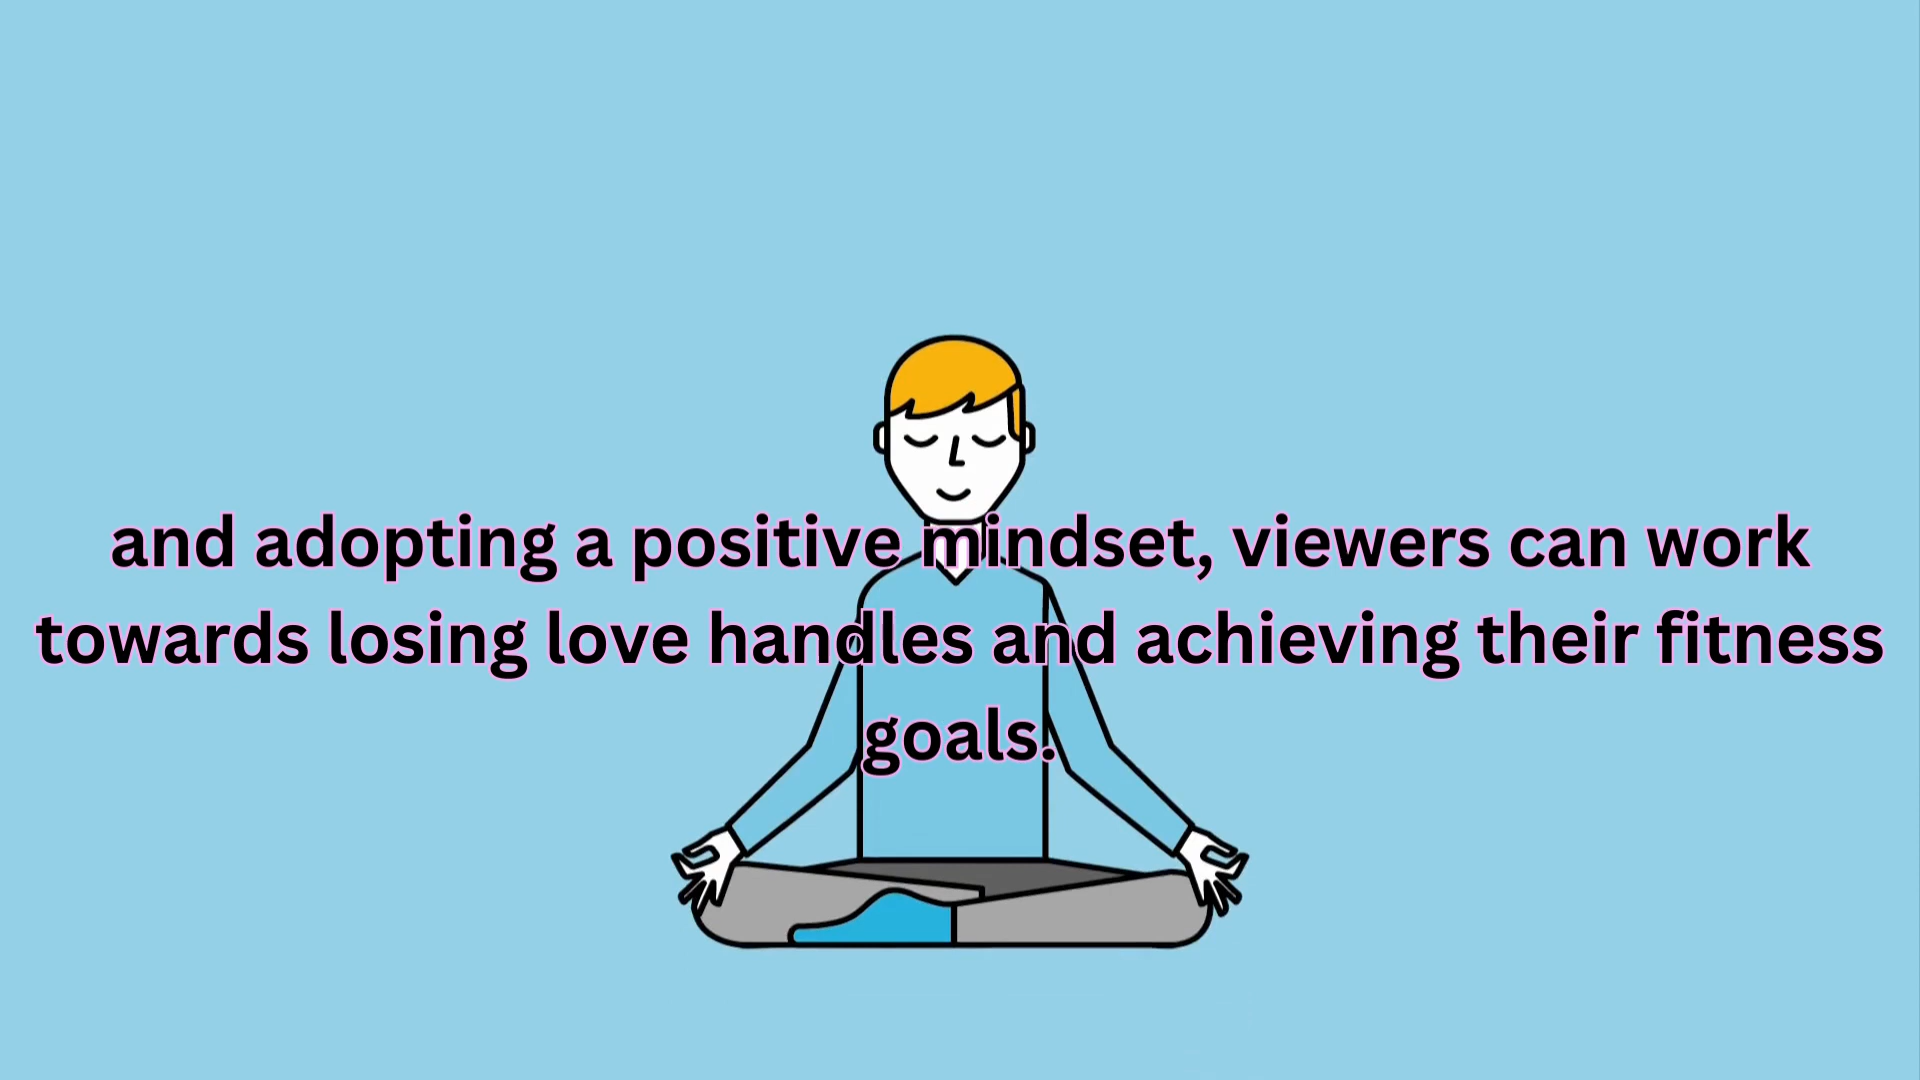 and adopting a positive mindset, viewers can work
towards losing love handles and achieving their fitness
goals.